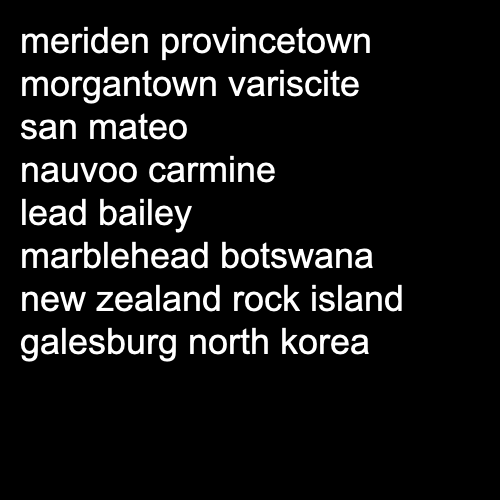 meriden provincetown
morgantown variscite
san mateo
nauvoo carmine
lead bailey
marblehead botswana
new zealand rock island
galesburg north korea